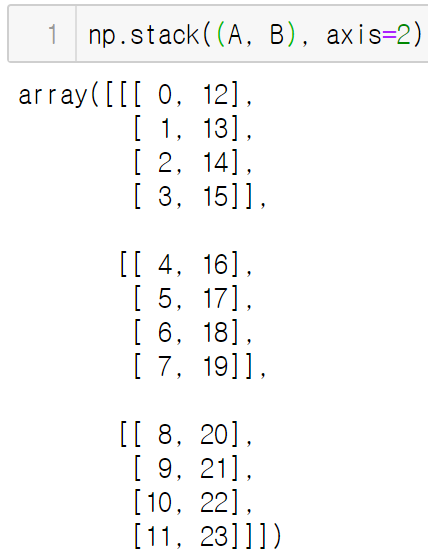 1 np.stack((A, B), axis=2)
array([[[ 0, 12],
[ 1, 13],
[ 2, 14],
[ 3, 15]],
[[ 4, 16],
[ 5, 17],
[ 6, 18],
[ 7, 19]],
[[ 8, 20],
[ 9, 21],
[10, 22],
[11, 23]]])